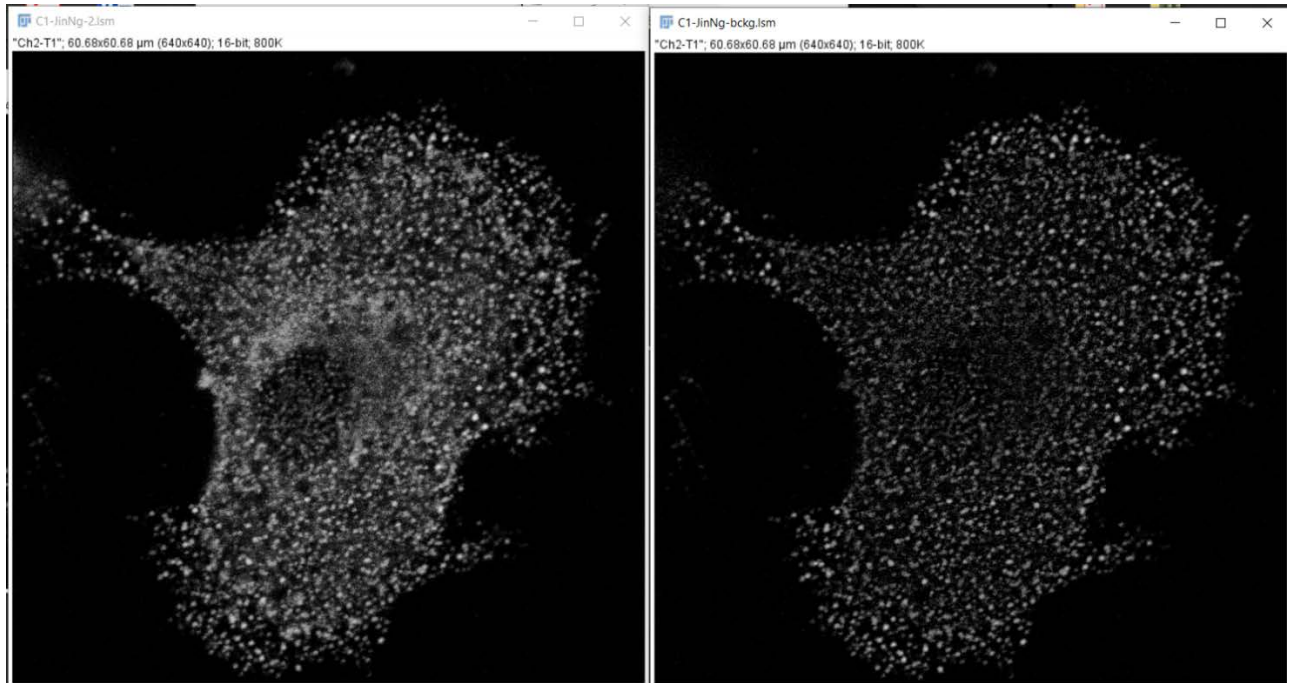 C1-JinNg-2.lsm
"Ch2-T1"; 60.68x60.68 µm (640x640); 16-bit; 800K
C1-JinNg-bckg.lsm
"Ch2-T1"; 60.68x60.68 µm (640x640); 16-bit; 800K